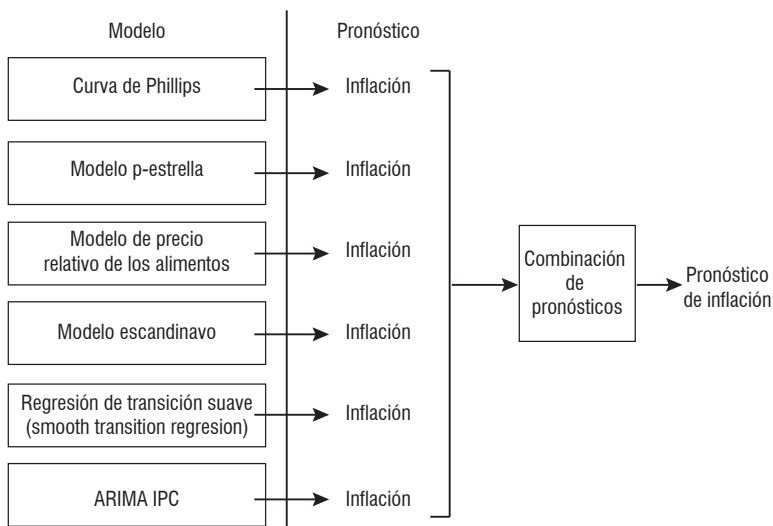 Modelo
Pronóstico
Curva de Phillips
Inflación
Modelo p-estrella
Inflación
Modelo de precio
relativo de los alimentos
Inflación
Modelo escandinavo
Inflación
Regresión de transición suave
(smooth transition regresion)
Inflación
ARIMA IPC
Inflación
Combinación
de
pronósticos
Pronóstico
de inflación